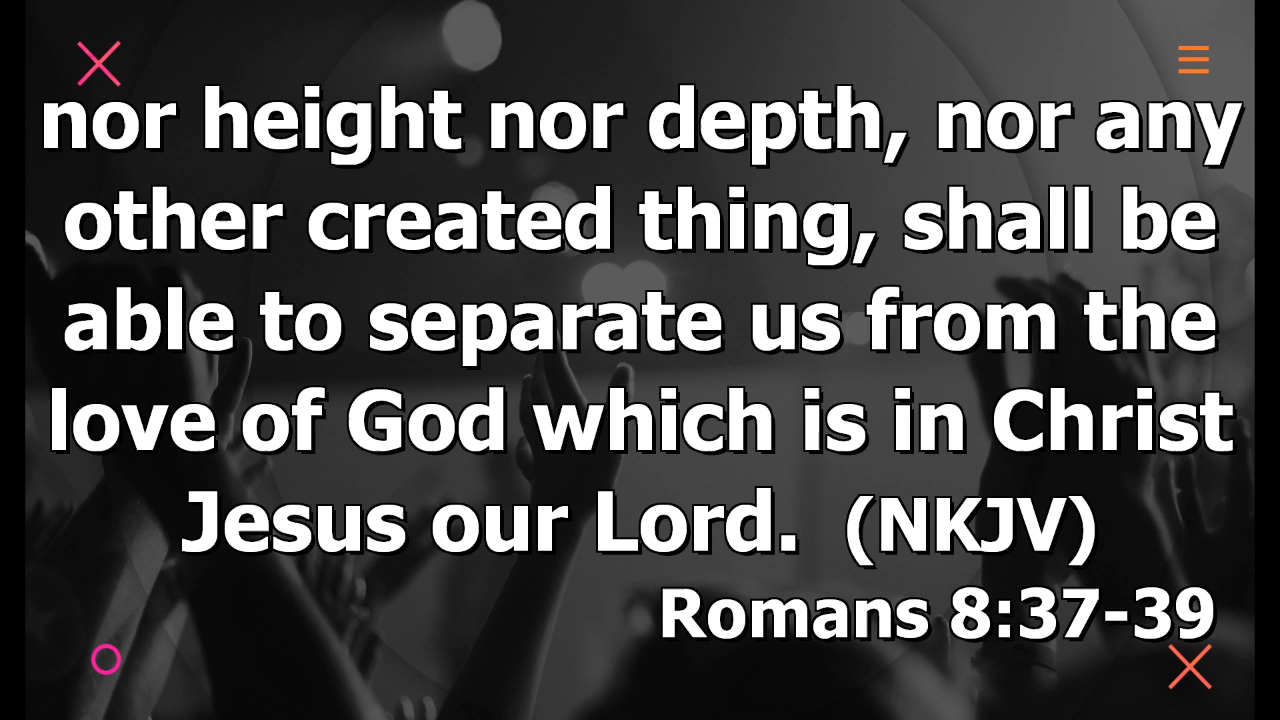 nor height nor depth, nor any
other created thing, shall be
able to separate us from the
love of God which is in Christ
Jesus our Lord.  (NKJV)
Romans 8:37-39